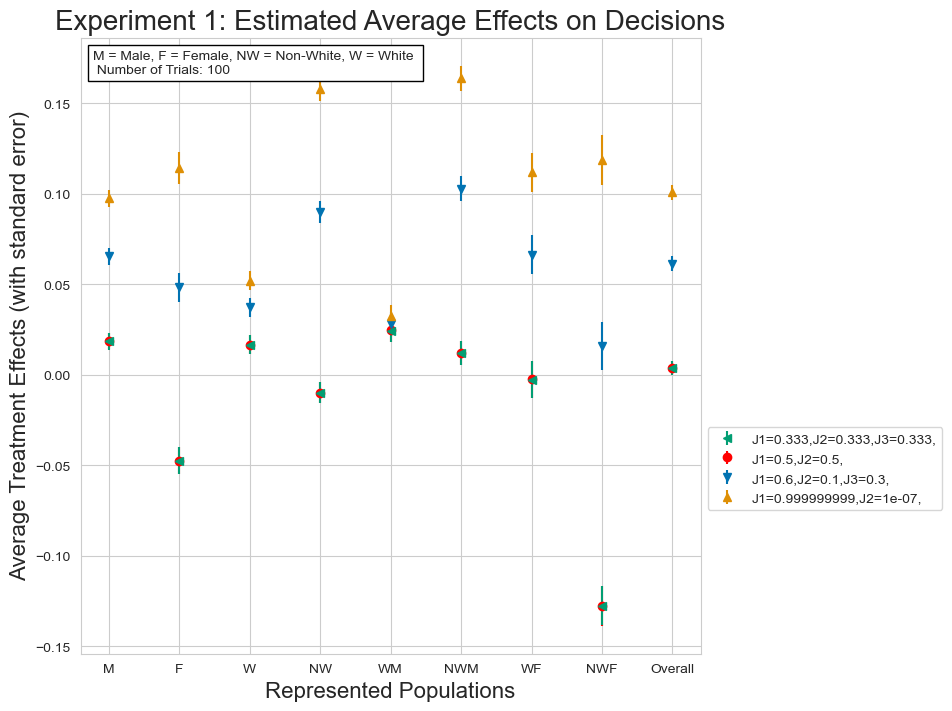 Experiment 1: Estimated Average Effects on Decisions
M = Male, F = Female, NW = Non-White, W = White
Number of Trials: 100
Average Treatment Effects (with standard error)
0.15
0.10
0.05
0.00
−0.05
−0.10
−0.15
M F W NW WM NWM WF NWF Overall
Represented Populations
J1=0.333,J2=0.333,J3=0.333,
J1=0.5,J2=0.5,
J1=0.6,J2=0.1,J3=0.3,
J1=0.999999999,J2=1e-07,